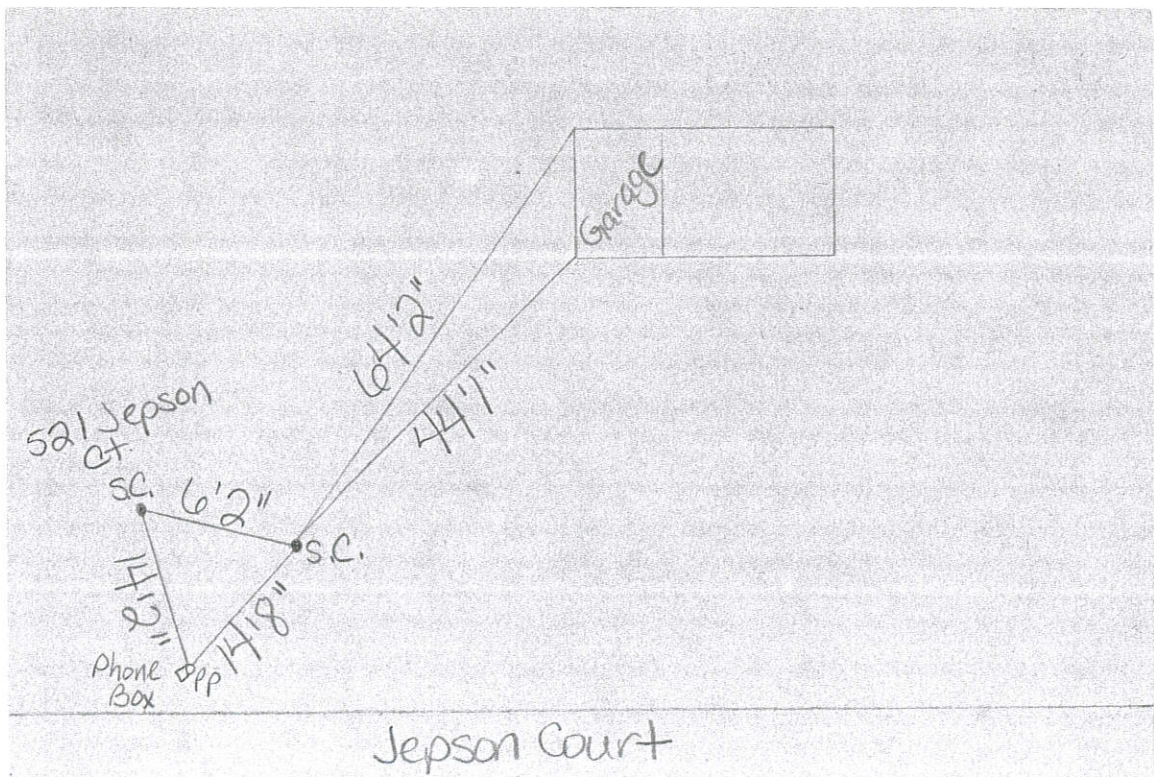 Garage
64'2"
44'1"
521 Jepson
Ct.
S.C.
6'2"
S.C.
14'2"
14'8"
Phone
Box
PP
Jepson Court